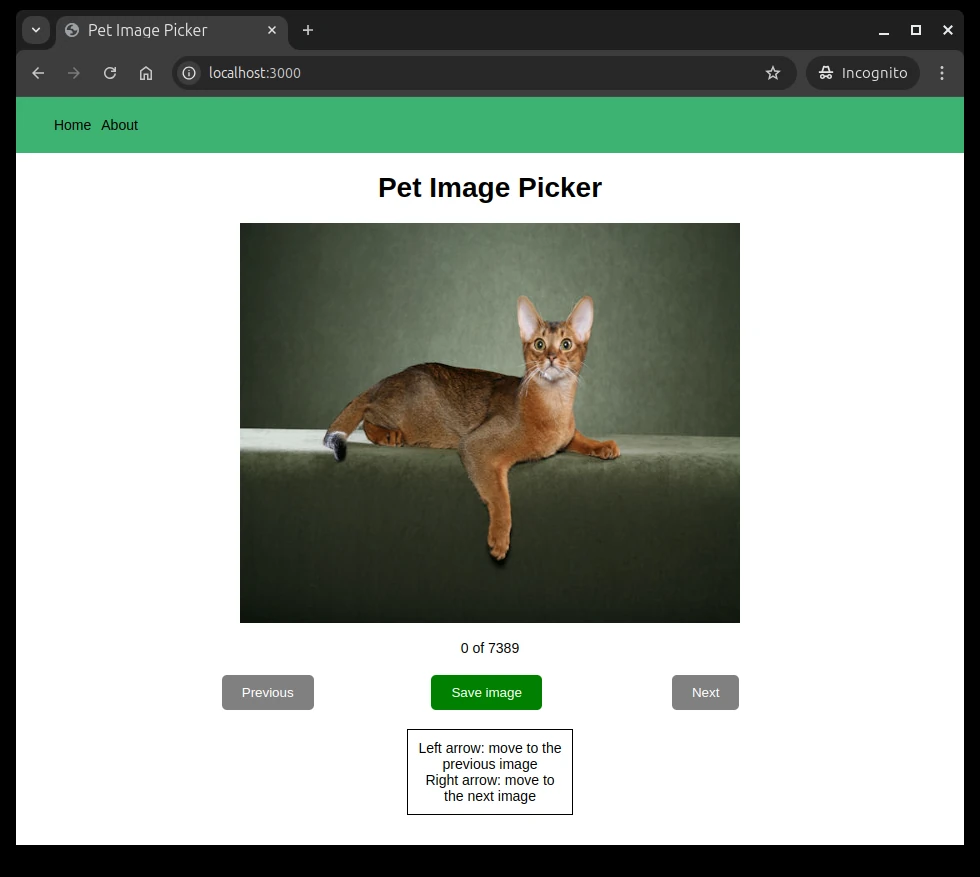 Pet Image Picker
localhost:3000
Incognito
Home About
Pet Image Picker
0 of 7389
Previous Save image Next
Left arrow: move to the
previous image
Right arrow: move to
the next image